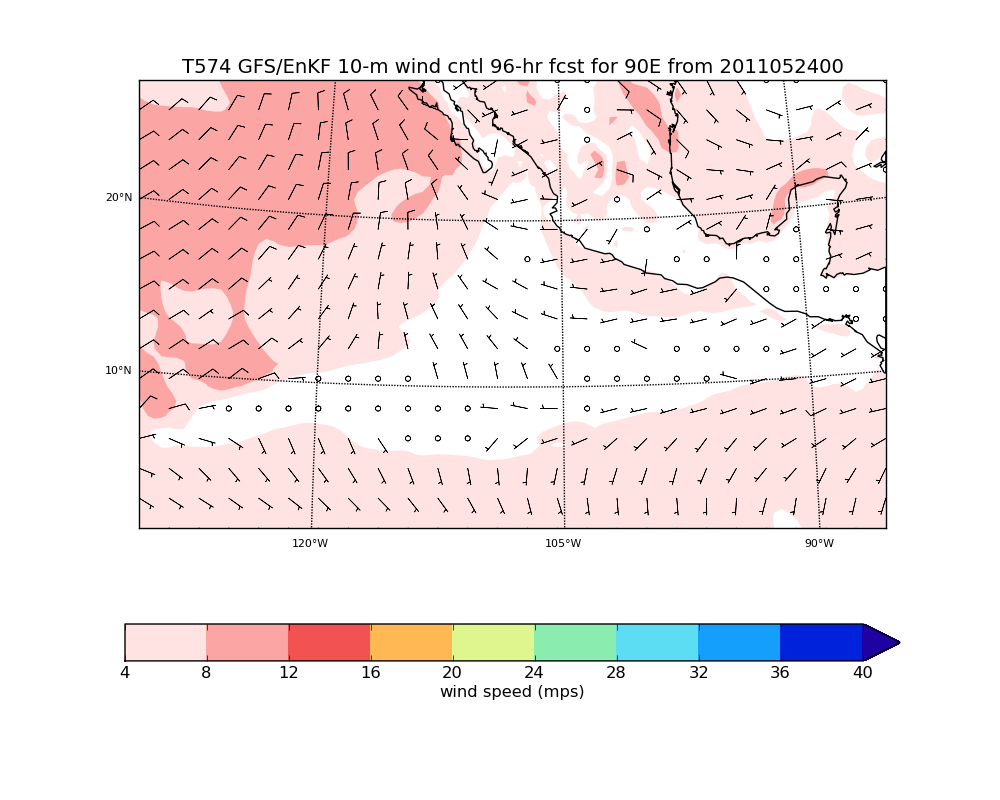 T574 GFS/EnKF 10-m wind cntl 96-hr fcst for 90E from 2011052400
20°N
10°N
120°W 105°W 90°W
4 8 12 16 20 24 28 32 36 40
wind speed (mps)